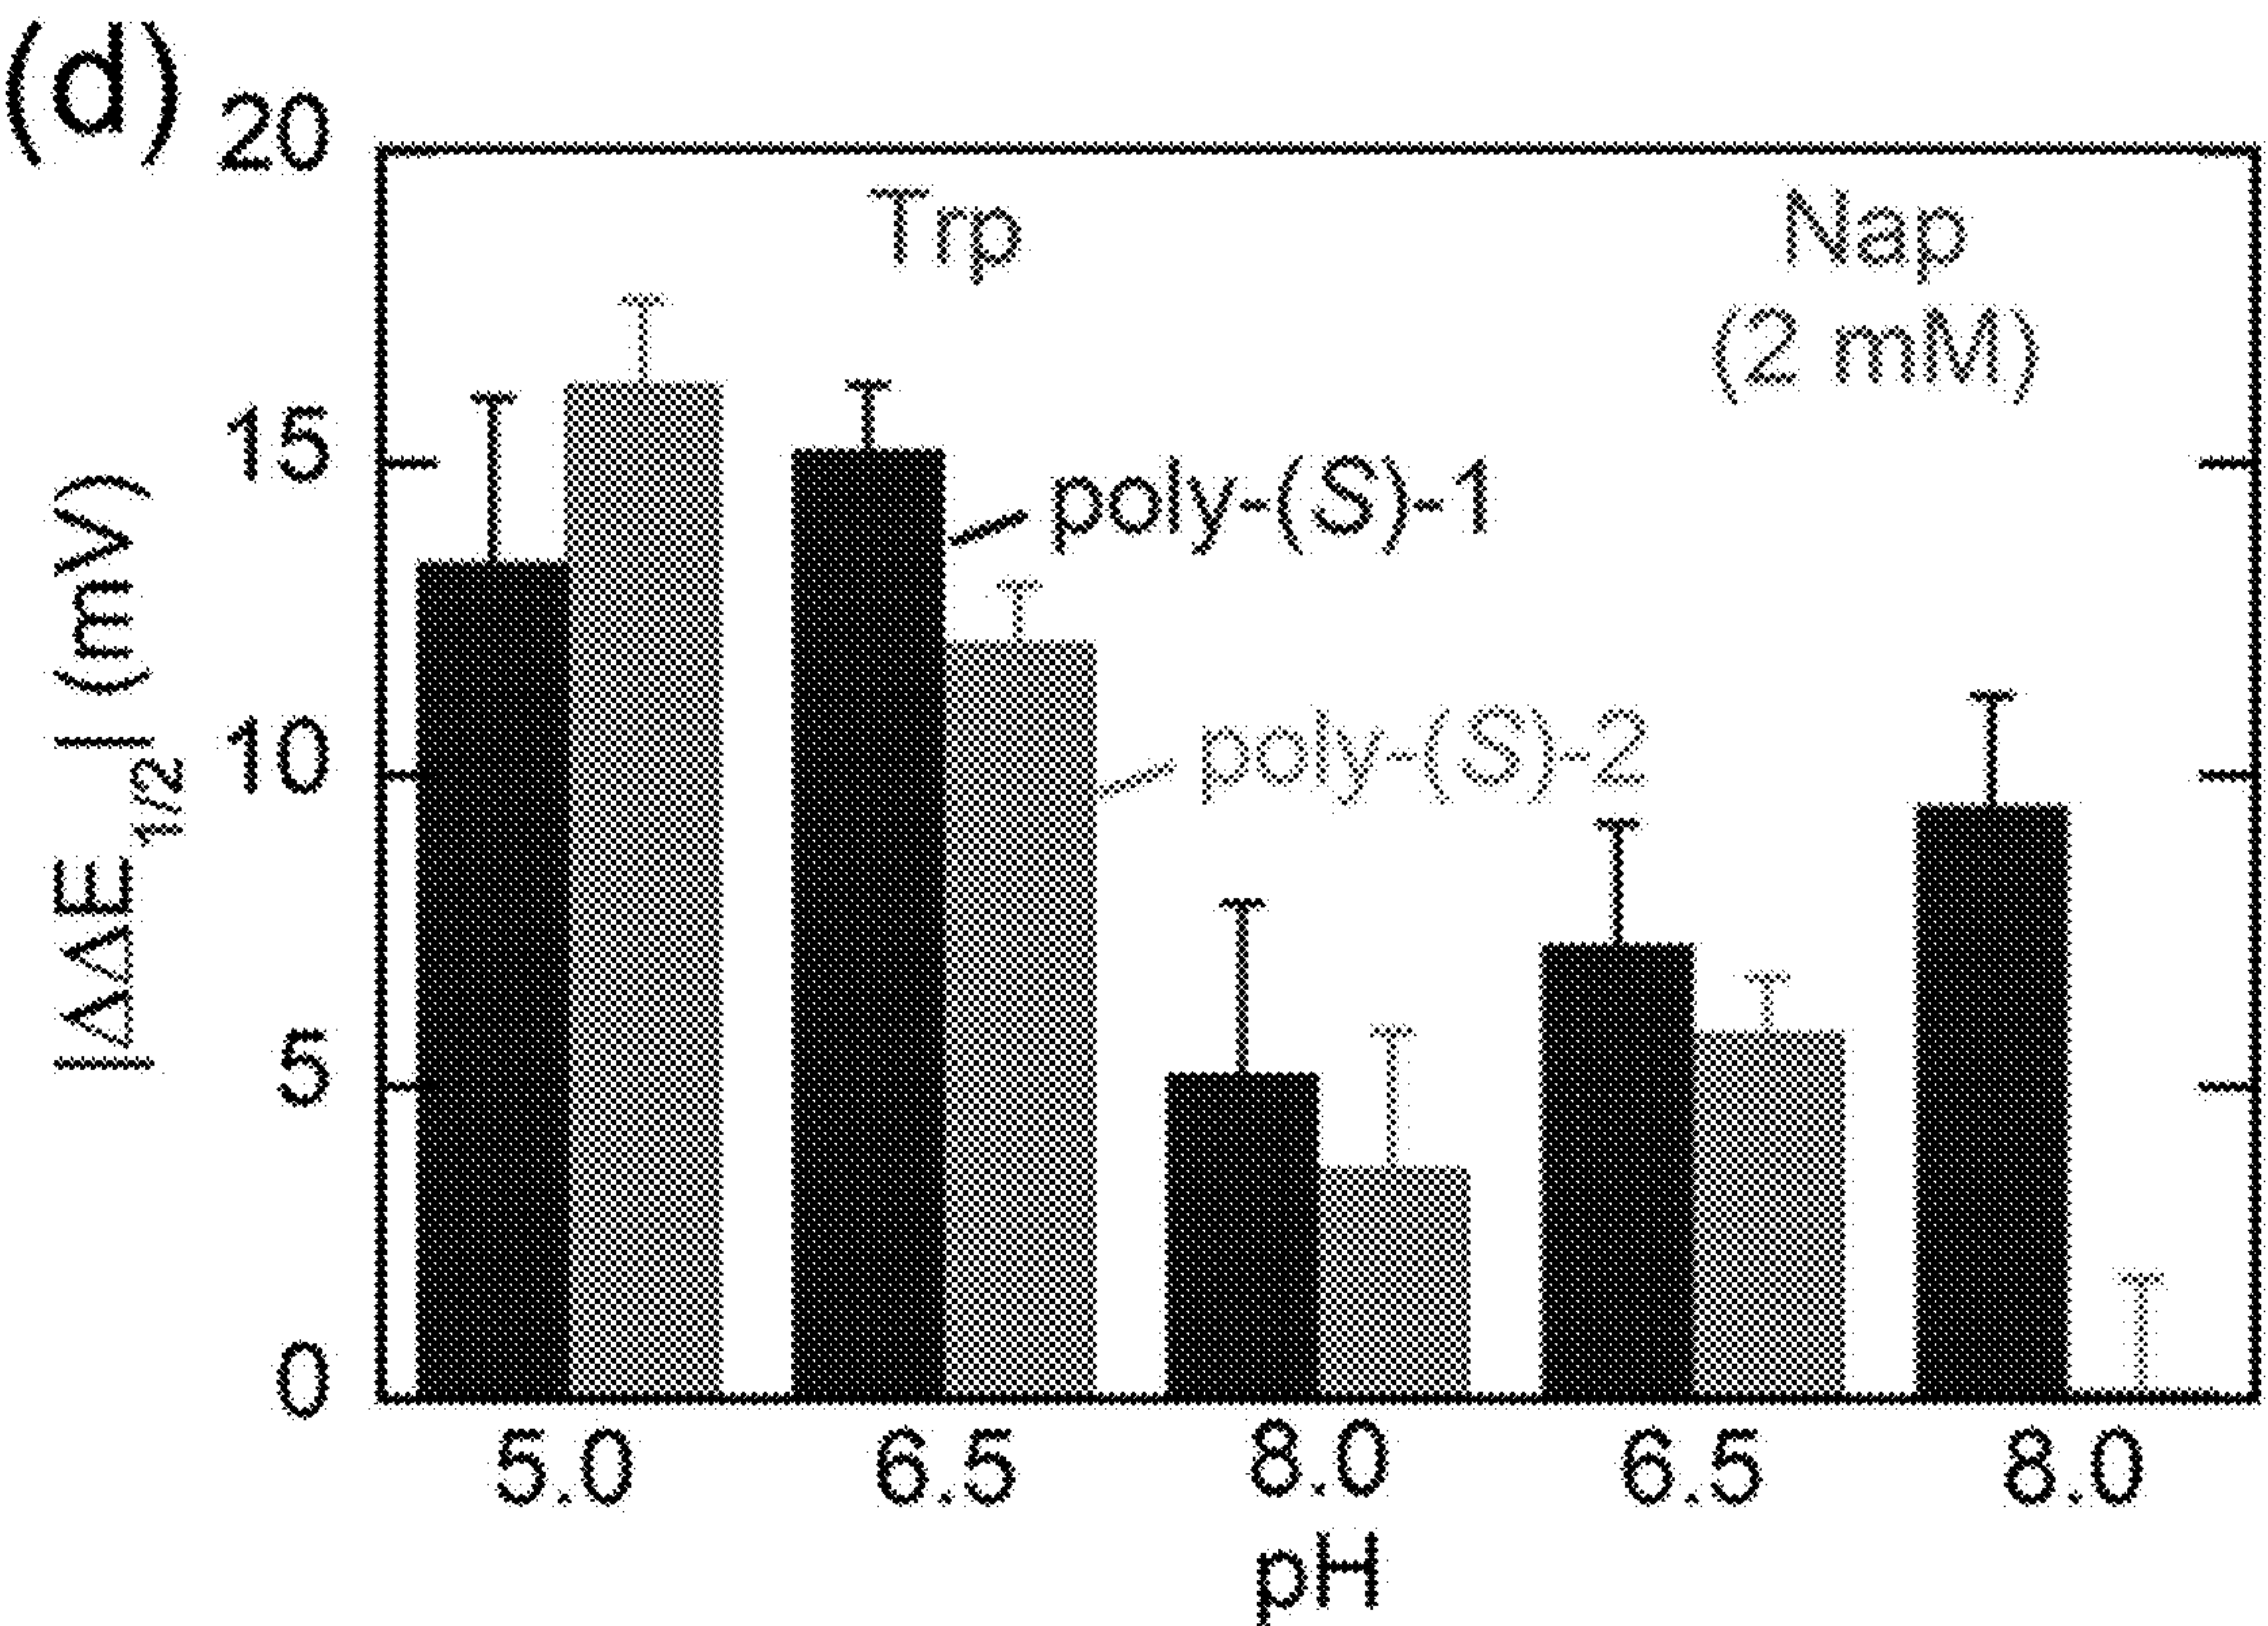 (d)
20
15
10
5
0
|ΔΔE1/2| (mV)
Trp
Nap
(2 mM)
poly-(S)-1
poly-(S)-2
5.0 6.5 8.0 6.5 8.0
pH